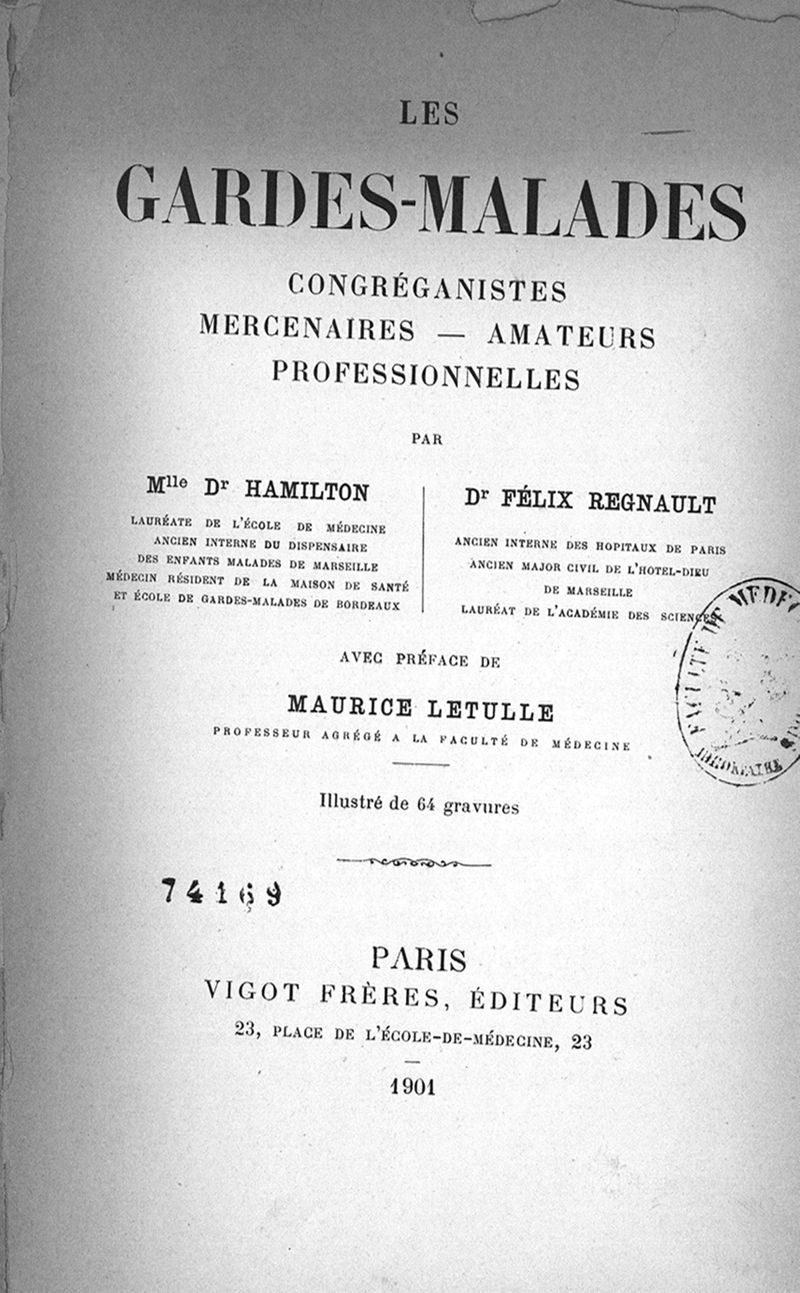 LES
GARDES-MALADES
CONGRÉGANISTES
MERCENAIRES — AMATEURS
PROFESSIONNELLES
PAR
Mlle Dr HAMILTON
LAURÉATE DE L'ÉCOLE DE MÉDECINE
ANCIEN INTERNE DU DISPENSAIRE
DES ENFANTS MALADES DE MARSEILLE
MÉDECIN RÉSIDENT DE LA MAISON DE SANTÉ
ET ÉCOLE DE GARDES-MALADES DE BORDEAUX
Dr FÉLIX REGNAULT
ANCIEN INTERNE DES HOPITAUX DE PARIS
ANCIEN MAJOR CIVIL DE L'HOTEL-DIEU
DE MARSEILLE
LAURÉAT DE L'ACADÉMIE DES SCIENCES
FACULTÉ DE
AVEC PRÉFACE DE
MAURICE LETULLE
PROFESSEUR AGRÉGÉ A LA FACULTÉ DE MÉDECINE
Illustré de 64 gravures
74169
PARIS
VIGOT FRÈRES, ÉDITEURS
23, PLACE DE L'ÉCOLE-DE-MÉDECINE, 23
1901